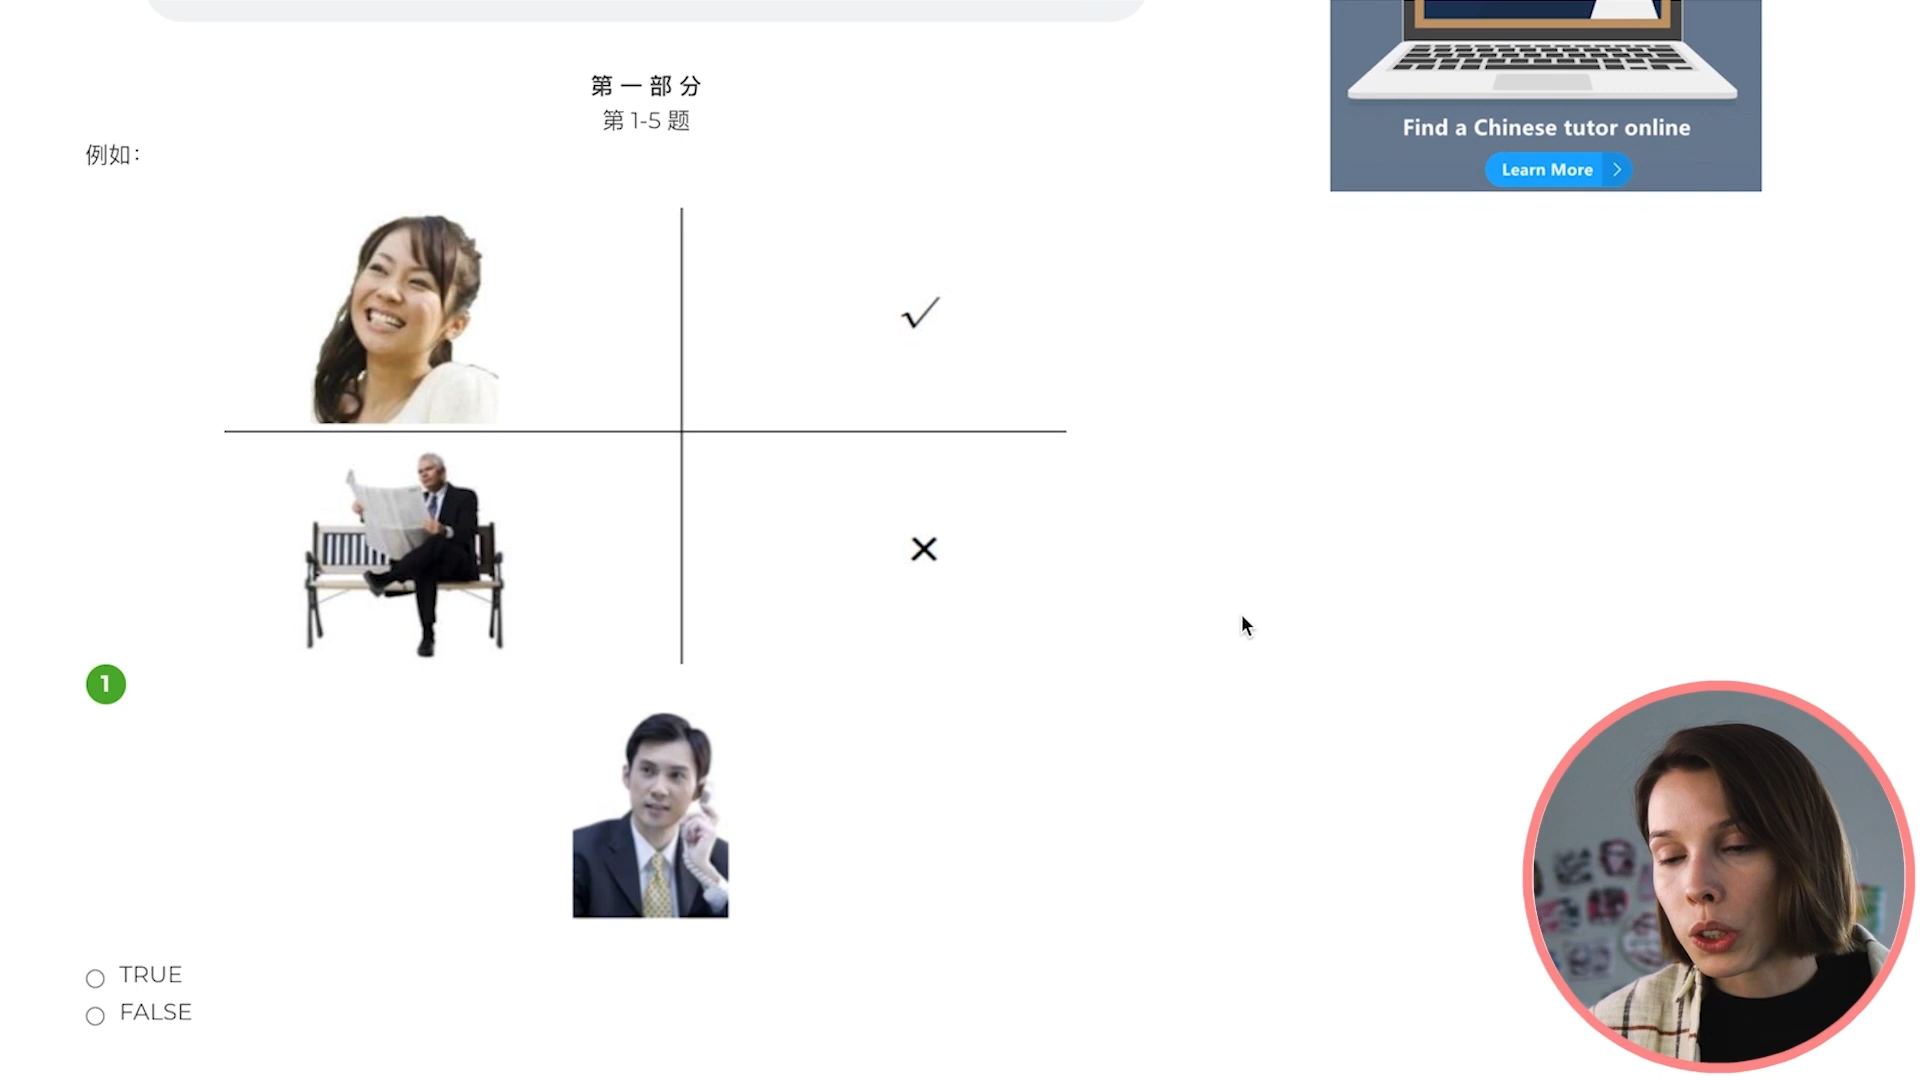 第一部分
第 1-5 题
例如：
Find a Chinese tutor online
Learn More
√
×
1
TRUE
FALSE